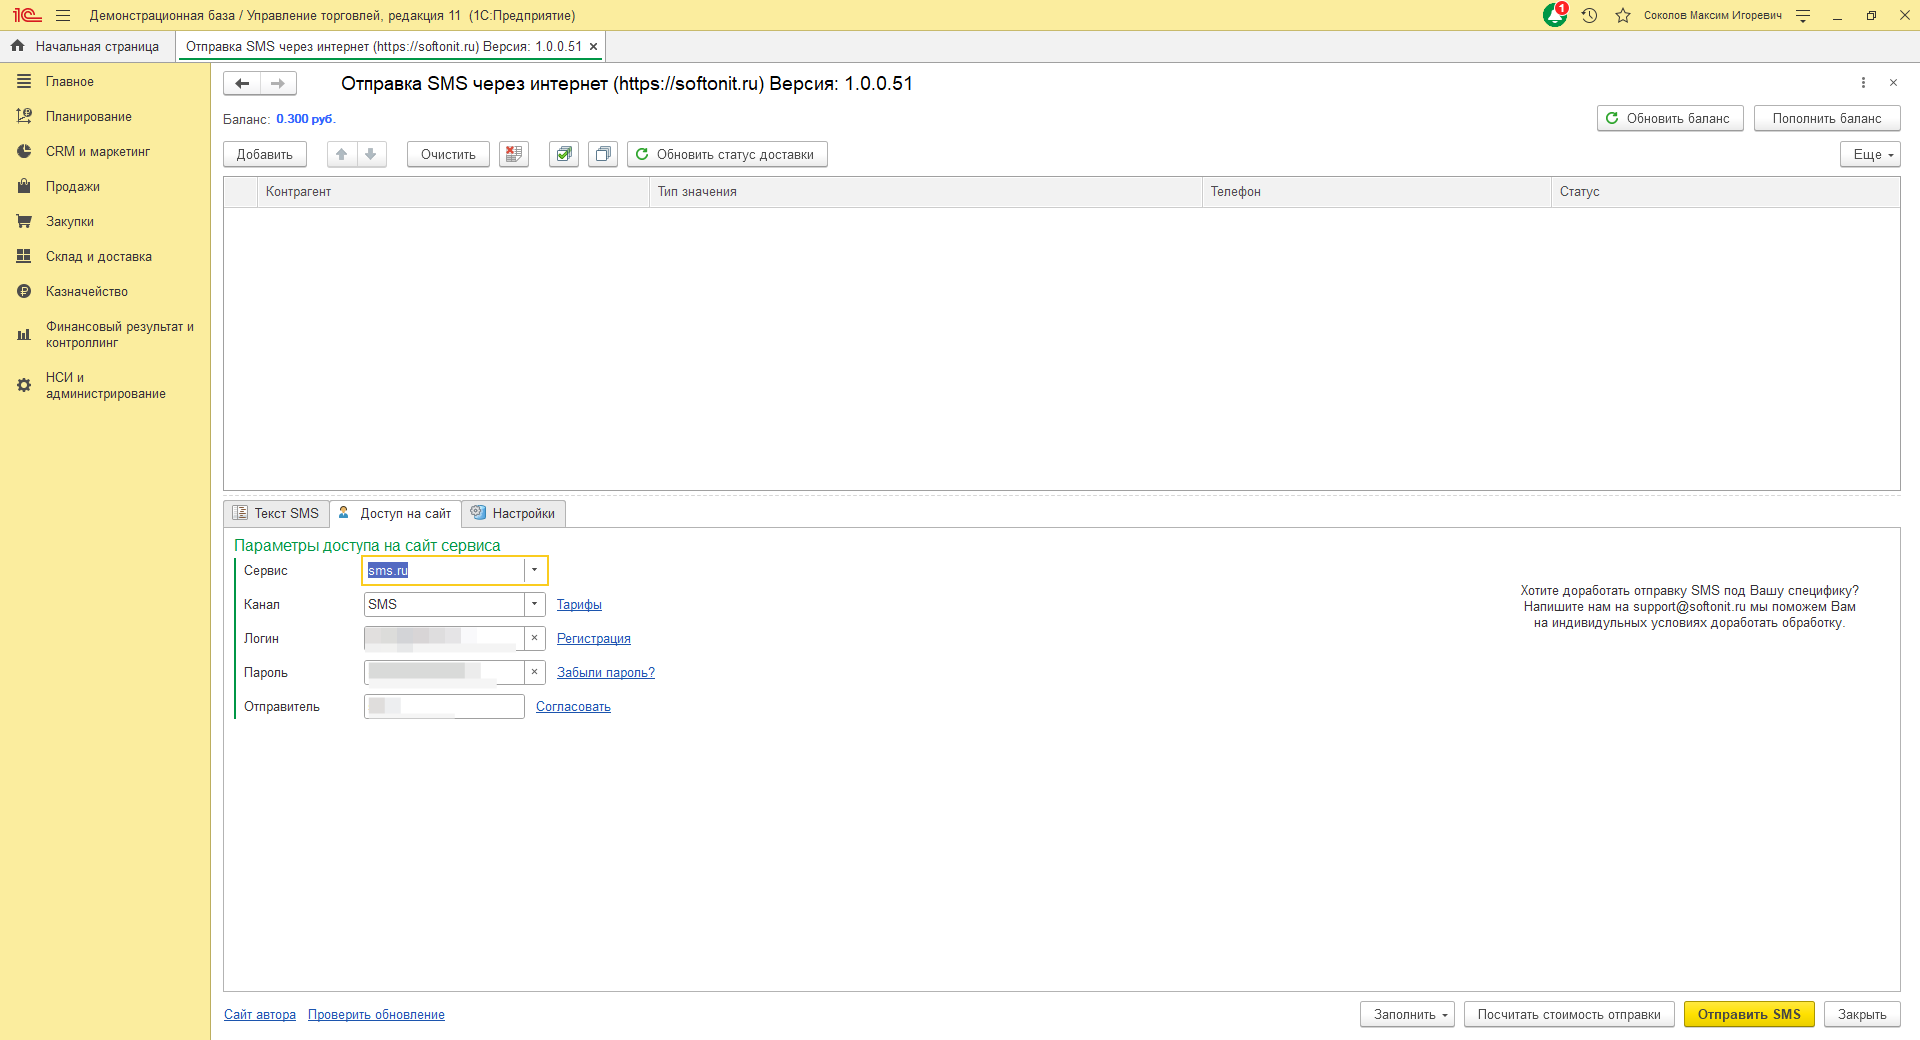 1С Демонстрационная база / Управление торговлей, редакция 11 (1С:Предприятие) 1 Соколов Максим Игоревич
Начальная страница Отправка SMS через интернет (https://softonit.ru) Версия: 1.0.0.51
Главное
Планирование
CRM и маркетинг
Продажи
Закупки
Склад и доставка
Казначейство
Финансовый результат и
контроллинг
НСИ и
администрирование
Отправка SMS через интернет (https://softonit.ru) Версия: 1.0.0.51
Баланс: 0.300 руб. Обновить баланс Пополнить баланс
Добавить Очистить Обновить статус доставки Еще
Контрагент Тип значения Телефон Статус
Текст SMS Доступ на сайт Настройки
Параметры доступа на сайт сервиса
Сервис sms.ru
Канал SMS Тарифы
Логин Регистрация
Пароль Забыли пароль?
Отправитель Согласовать
Хотите доработать отправку SMS под Вашу специфику?
Напишите нам на support@softonit.ru мы поможем Вам
на индивидульных условиях доработать обработку.
Сайт автора Проверить обновление Заполнить Посчитать стоимость отправки Отправить SMS Закрыть